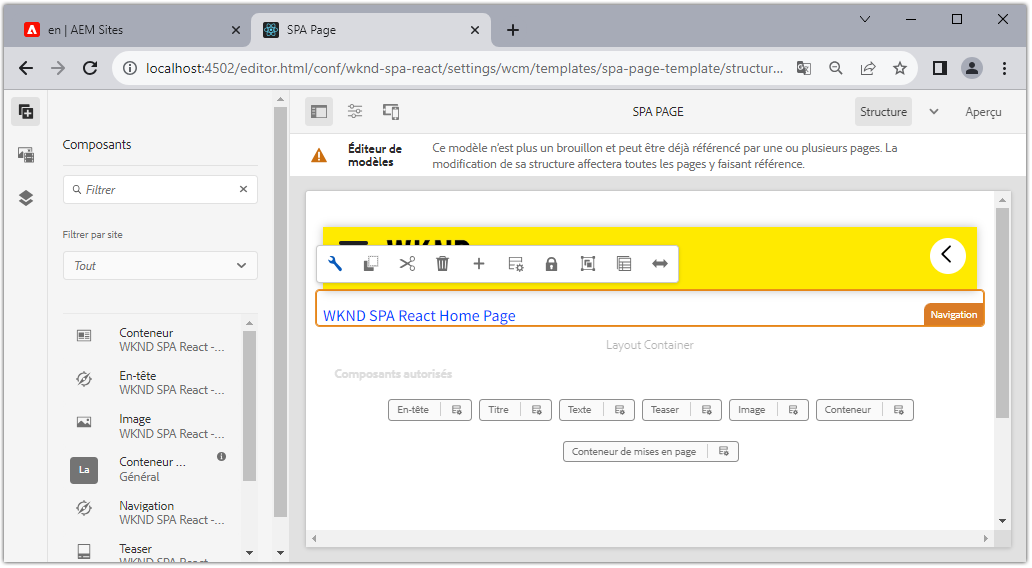 en | AEM Sites
SPA Page
localhost:4502/editor.html/conf/wknd-spa-react/settings/wcm/templates/spa-page-template/structur...
SPA PAGE
Structure
Aperçu
Éditeur de
modèles
Ce modèle n'est plus un brouillon et peut être déjà référencé par une ou plusieurs pages. La
modification de sa structure affectera toutes les pages y faisant référence.
Composants
Filtrer
Filtrer par site
Tout
Conteneur
WKND SPA React -...
En-tête
WKND SPA React -...
Image
WKND SPA React -...
La
Conteneur ...
Général
Navigation
WKND SPA React -...
Teaser
WKND SPA React -...
WKND
WKND SPA React Home Page
Navigation
Layout Container
Composants autorisés
En-tête
Titre
Texte
Teaser
Image
Conteneur
Conteneur de mises en page